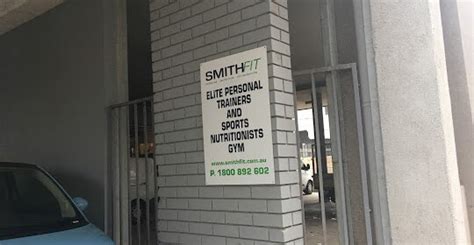 SMITHFIT
ELITE PERSONAL
TRAINERS
AND
SPORTS
NUTRITIONISTS
GYM
www.smithfit.com.au
P. 1800 892 602